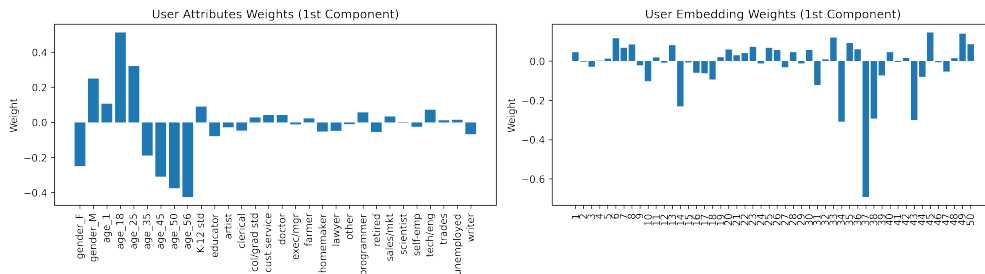 User Attributes Weights (1st Component)
Weight
0.4
0.2
0.0
−0.2
−0.4
gender_F
gender_M
age_1
age_18
age_25
age_35
age_45
age_50
age_56
K-12 std
educator
artist
clerical
col/grad std
cust service
doctor
exec/mgr
farmer
homemaker
lawyer
other
programmer
retired
sales/mkt
scientist
self-emp
tech/eng
trades
unemployed
writer
User Embedding Weights (1st Component)
Weight
0.0
−0.2
−0.4
−0.6
1
2
3
4
5
6
7
8
9
10
11
12
13
14
15
16
17
18
19
20
21
22
23
24
25
26
27
28
29
30
31
32
33
34
35
36
37
38
39
40
41
42
43
44
45
46
47
48
49
50